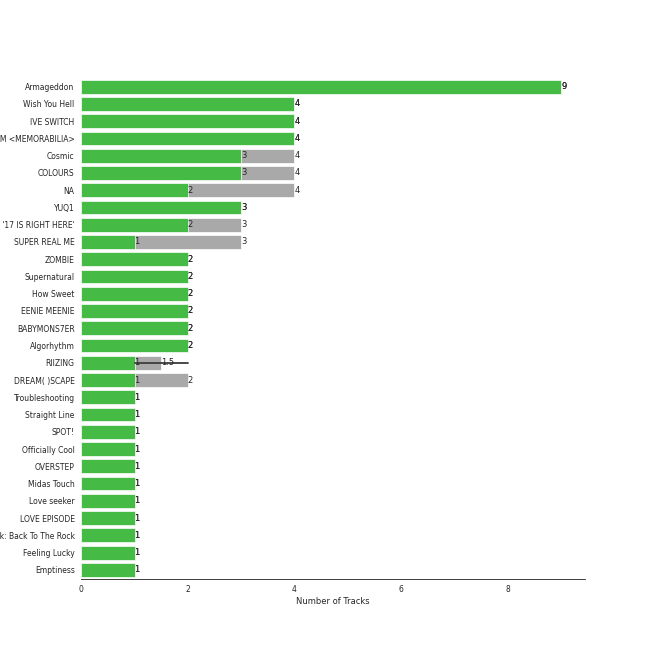 Armageddon 9
Wish You Hell 4
IVE SWITCH 4
M <MEMORABILIA> 4
Cosmic 3 4
COLOURS 3 4
NA 2 4
YUQ1 3
'17 IS RIGHT HERE' 2 3
SUPER REAL ME 1 3
ZOMBIE 2
Supernatural 2
How Sweet 2
EENIE MEENIE 2
BABYMONS7ER 2
Algorhythm 2
RIIZING 1 1.5
DREAM( )SCAPE 1 2
Troubleshooting 1
Straight Line 1
SPOT! 1
Officially Cool 1
OVERSTEP 1
Midas Touch 1
Love seeker 1
LOVE EPISODE 1
k: Back To The Rock 1
Feeling Lucky 1
Emptiness 1
0 2 4 6 8
Number of Tracks